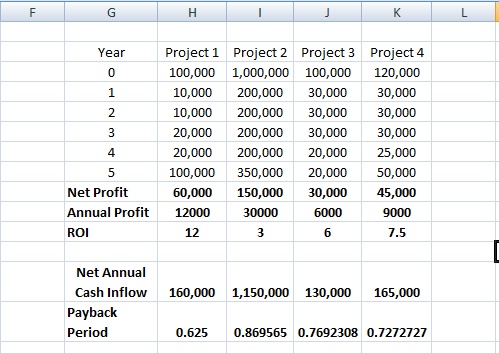 F G H I J K L
Year Project 1 Project 2 Project 3 Project 4
0 100,000 1,000,000 100,000 120,000
1 10,000 200,000 30,000 30,000
2 10,000 200,000 30,000 30,000
3 20,000 200,000 30,000 30,000
4 20,000 200,000 20,000 25,000
5 100,000 350,000 20,000 50,000
Net Profit 60,000 150,000 30,000 45,000
Annual Profit 12000 30000 6000 9000
ROI 12 3 6 7.5
Net Annual
Cash Inflow 160,000 1,150,000 130,000 165,000
Payback
Period 0.625 0.869565 0.7692308 0.7272727